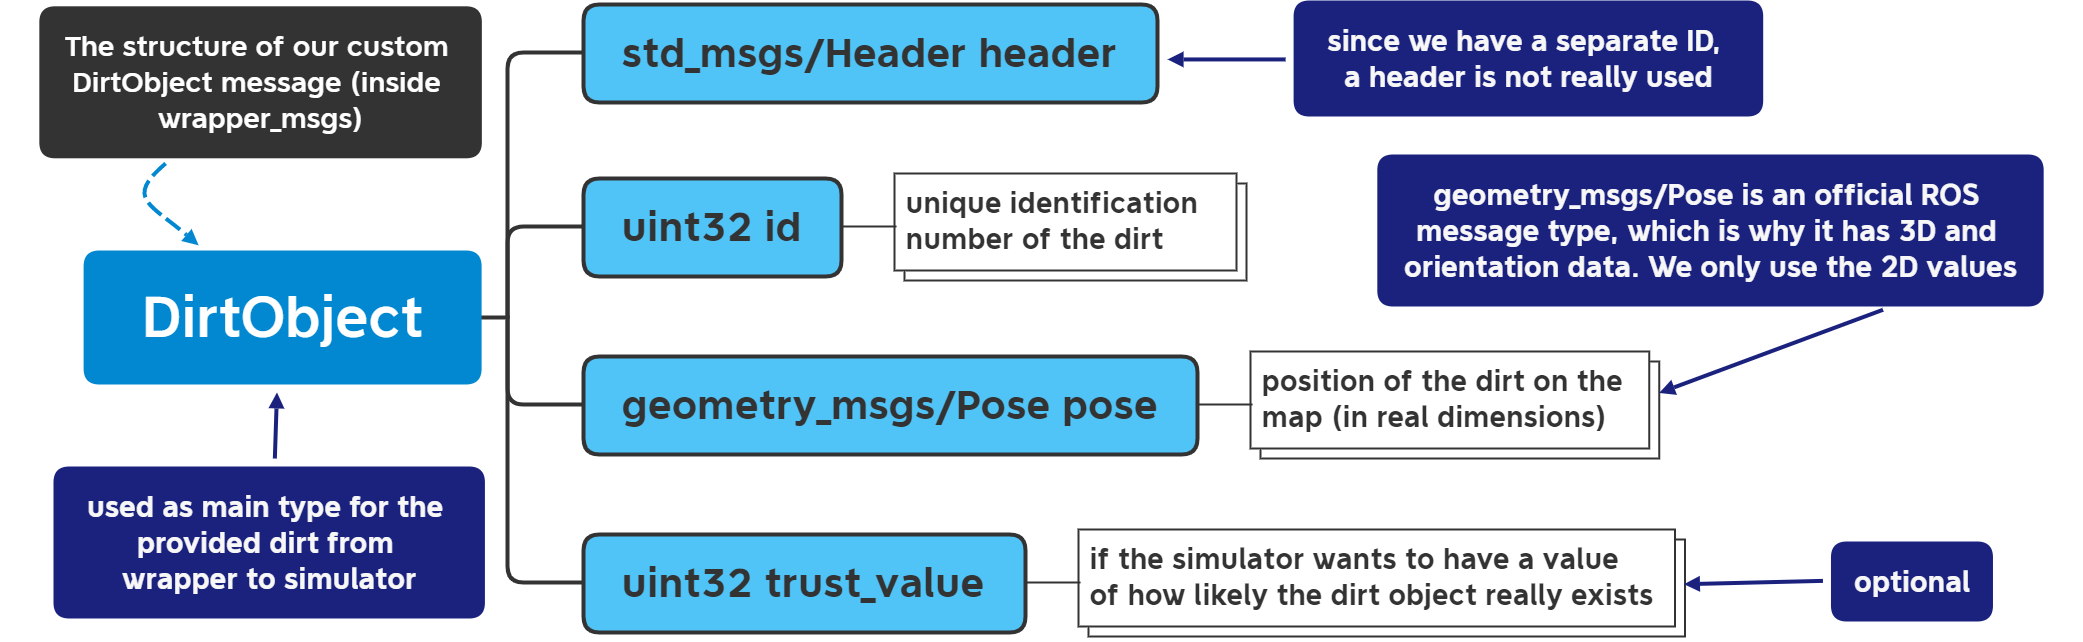 The structure of our custom
DirtObject message (inside
wrapper_msgs)
DirtObject
used as main type for the
provided dirt from
wrapper to simulator
std_msgs/Header header
since we have a separate ID,
a header is not really used
uint32 id
unique identification
number of the dirt
geometry_msgs/Pose is an official ROS
message type, which is why it has 3D and
orientation data. We only use the 2D values
geometry_msgs/Pose pose
position of the dirt on the
map (in real dimensions)
uint32 trust_value
if the simulator wants to have a value
of how likely the dirt object really exists
optional